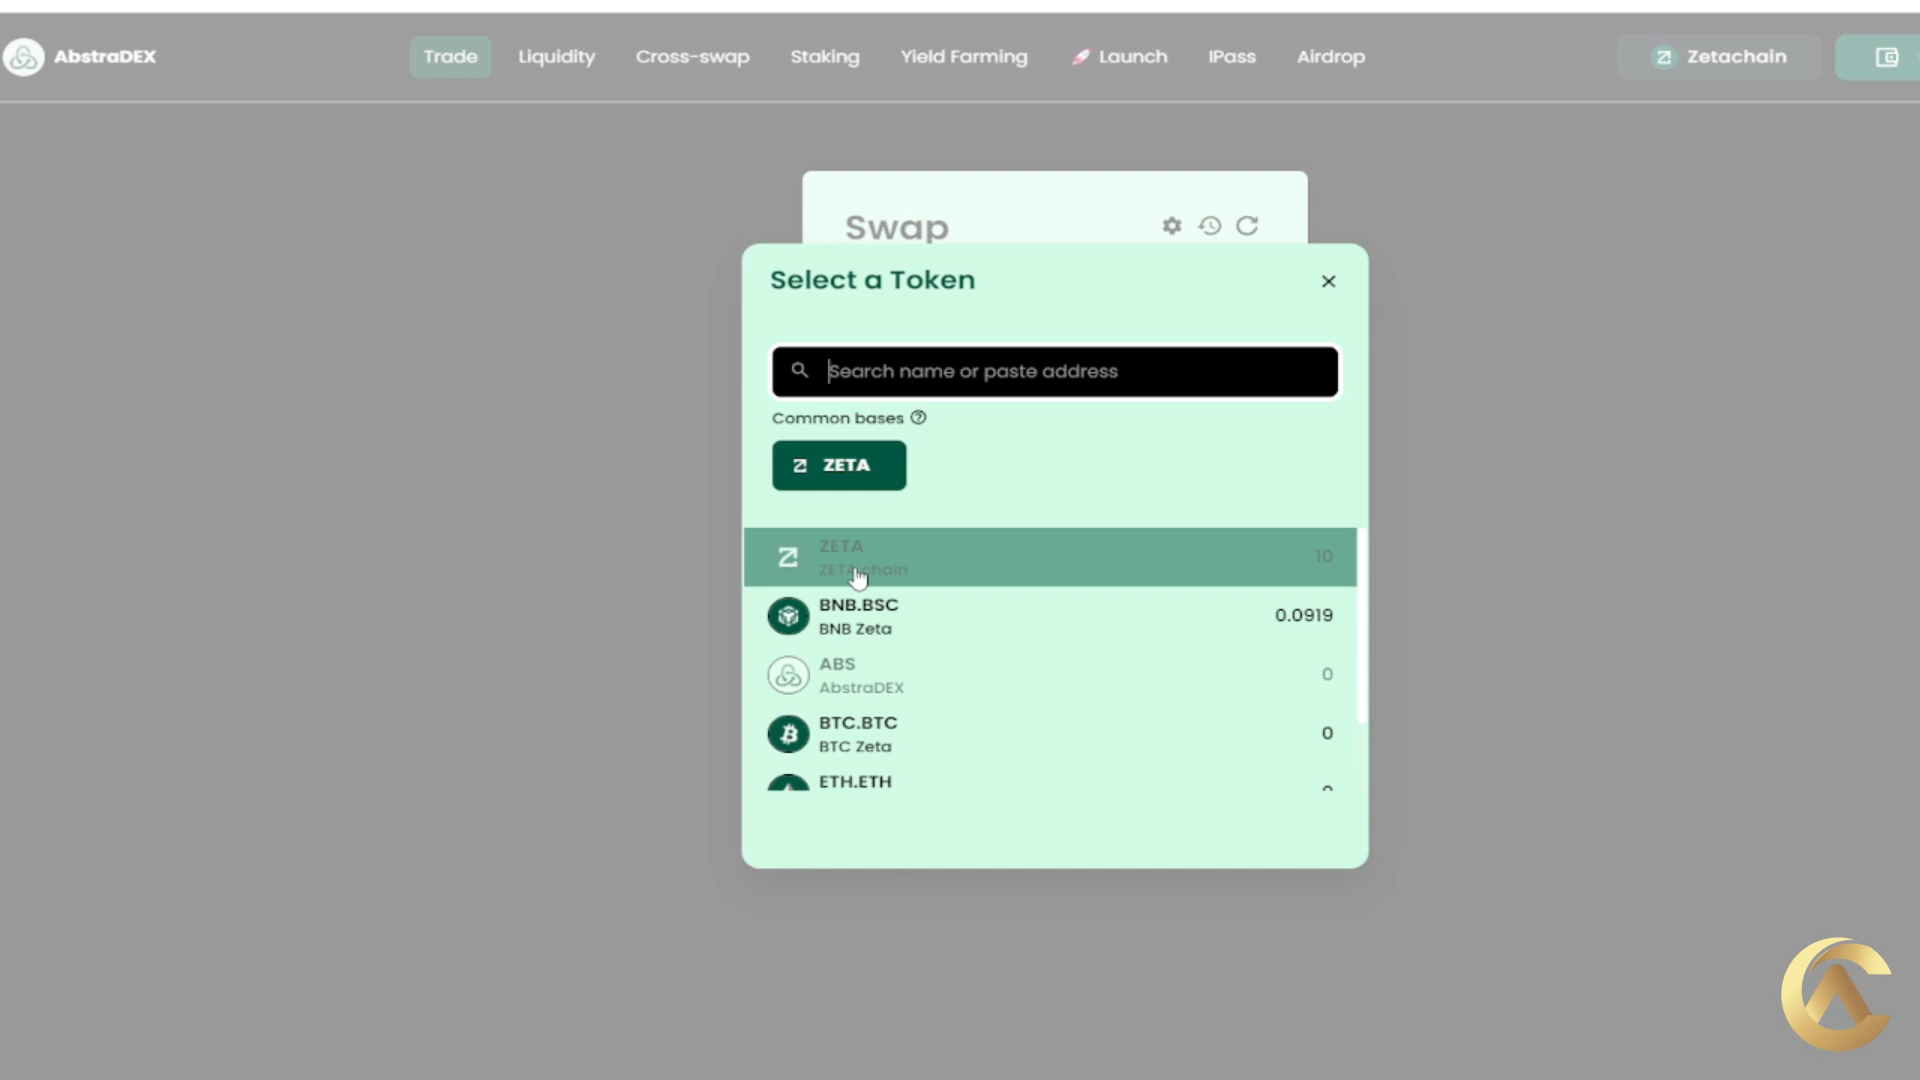 AbstraDEX
Trade
Liquidity
Cross-swap
Staking
Yield Farming
Launch
IPass
Airdrop
Zetachain
Swap
Select a Token
Search name or paste address
Common bases
ZETA
ZETA
10
ZETA chain
BNB.BSC
0.0919
BNB Zeta
ABS
0
AbstraDEX
BTC.BTC
0
BTC Zeta
ETH.ETH